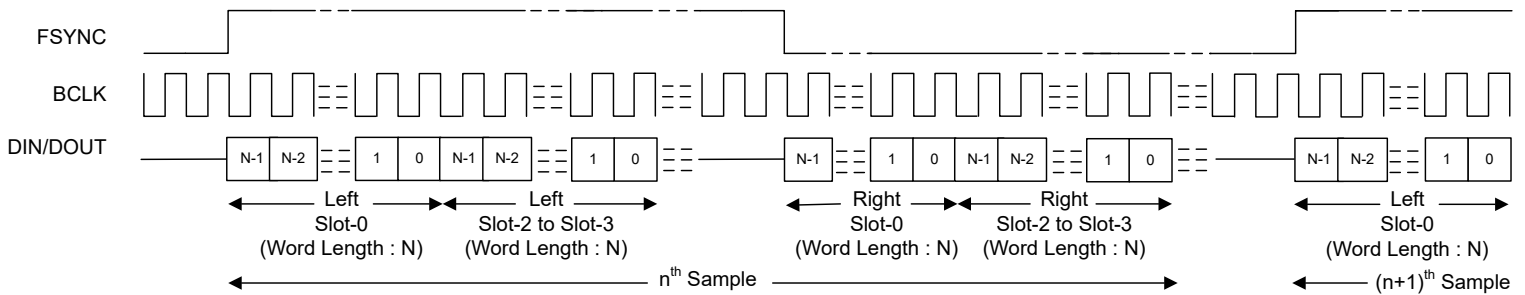 FSYNC
BCLK
DIN/DOUT
N-1 N-2 1 0 N-1 N-2 1 0 N-1 1 0 N-1 N-2 1 0 N-1 N-2 1 0
Left Left Right Right Left
Slot-0 Slot-2 to Slot-3 Slot-0 Slot-2 to Slot-3 Slot-0
(Word Length : N) (Word Length : N) (Word Length : N) (Word Length : N) (Word Length : N)
nth Sample (n+1)th Sample